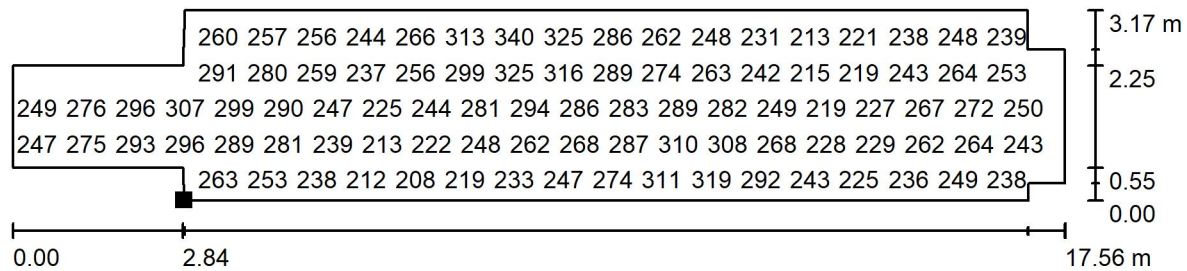 260 257 256 244 266 313 340 325 286 262 248 231 213 221 238 248 239
3.17 m
291 280 259 237 256 299 325 316 289 274 263 242 215 219 243 264 253
2.25
249 276 296 307 299 290 247 225 244 281 294 286 283 289 282 249 219 227 267 272 250
247 275 293 296 289 281 239 213 222 248 262 268 287 310 308 268 228 229 262 264 243
263 253 238 212 208 219 233 247 274 311 319 292 243 225 236 249 238
0.55
0.00
0.00 2.84 17.56 m